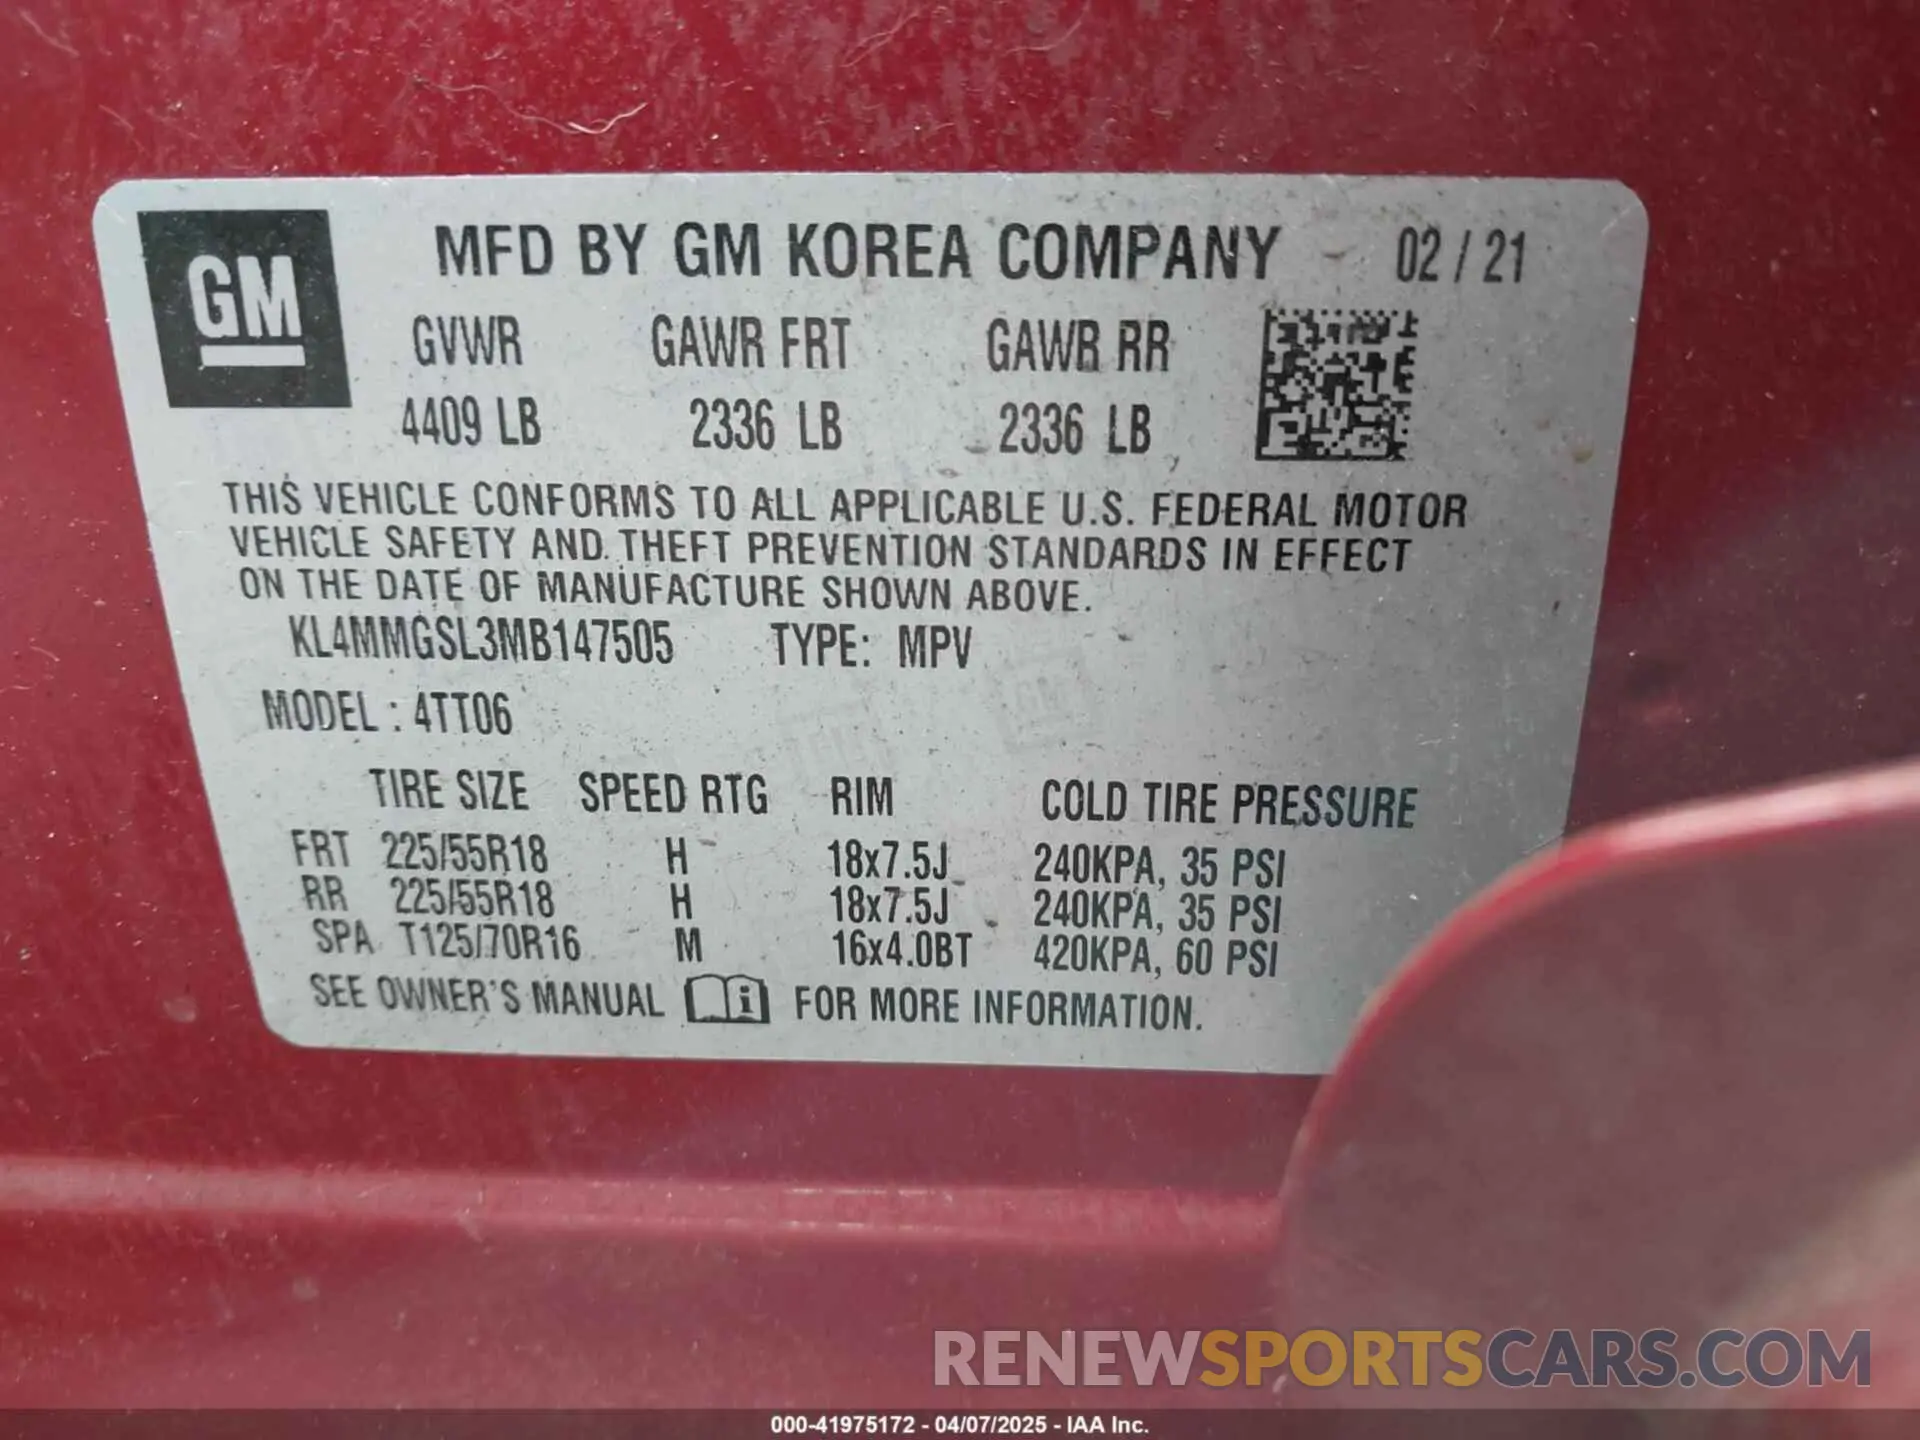 GM
MFD BY GM KOREA COMPANY 02 / 21
GVWR GAWR FRT GAWR RR
4409 LB 2336 LB 2336 LB
THIS VEHICLE CONFORMS TO ALL APPLICABLE U.S. FEDERAL MOTOR
VEHICLE SAFETY AND THEFT PREVENTION STANDARDS IN EFFECT
ON THE DATE OF MANUFACTURE SHOWN ABOVE.
KL4MMGSL3MB147505 TYPE: MPV
MODEL : 4TT06
TIRE SIZE SPEED RTG RIM COLD TIRE PRESSURE
FRT 225/55R18 H 18x7.5J 240KPA, 35 PSI
RR 225/55R18 H 18x7.5J 240KPA, 35 PSI
SPA T125/70R16 M 16x4.0BT 420KPA, 60 PSI
SEE OWNER'S MANUAL i FOR MORE INFORMATION.
RENEWSPORTSCARS.COM
000-41975172 - 04/07/2025 - IAA Inc.